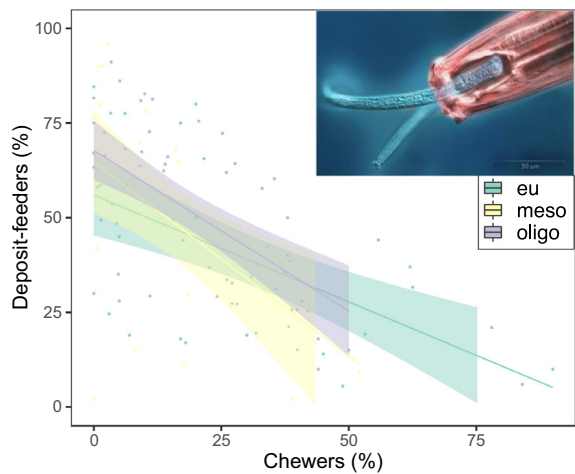 100
75
50
25
0
Deposit-feeders (%)
0 25 50 75
Chewers (%)
50 µm
eu
meso
oligo